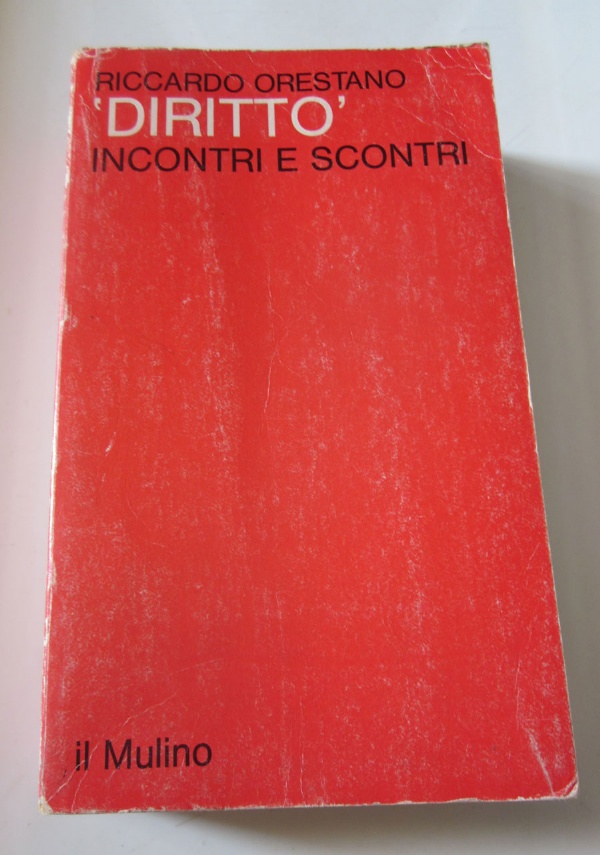 RICCARDO ORESTANO
‘DIRITTO’
INCONTRI E SCONTRI
il Mulino